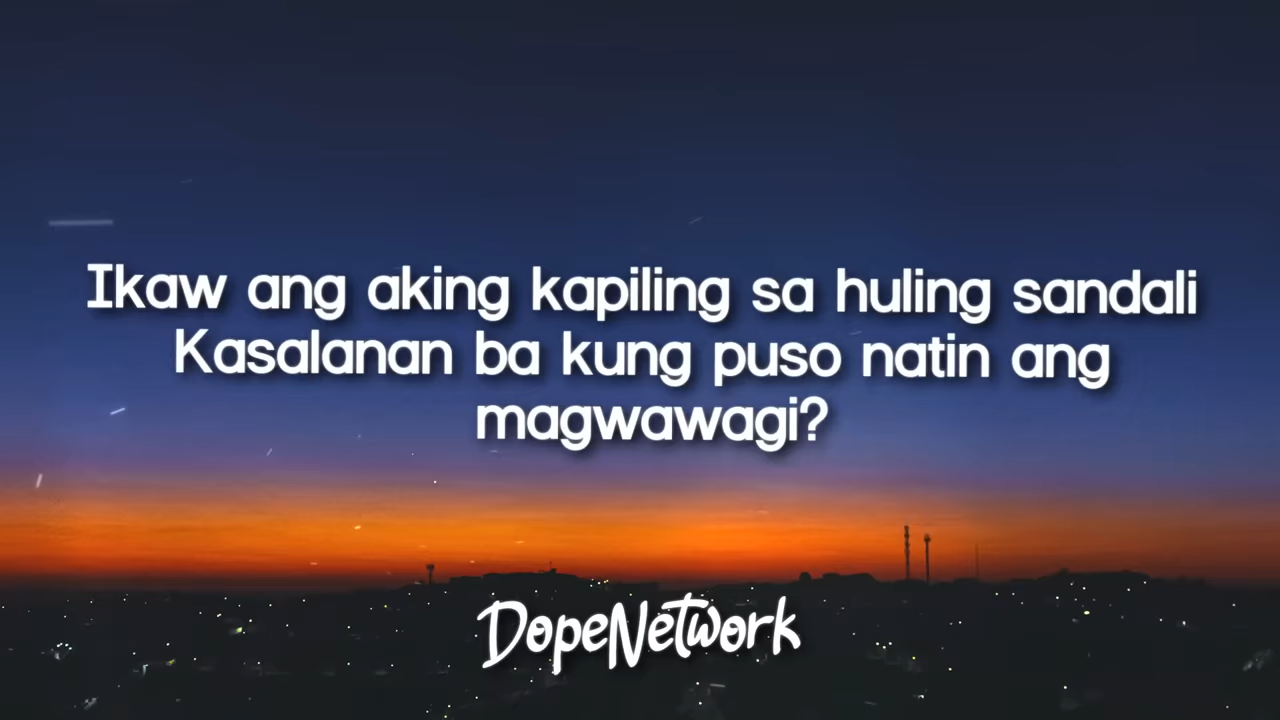 Ikaw ang aking kapiling sa huling sandali
Kasalanan ba kung puso natin ang
magwawagi?
DopeNetwork